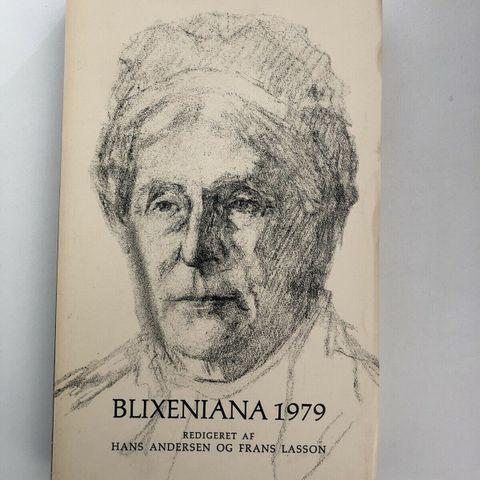 BLIXENIANA 1979
REDIGERET AF
HANS ANDERSEN OG FRANS LASSON